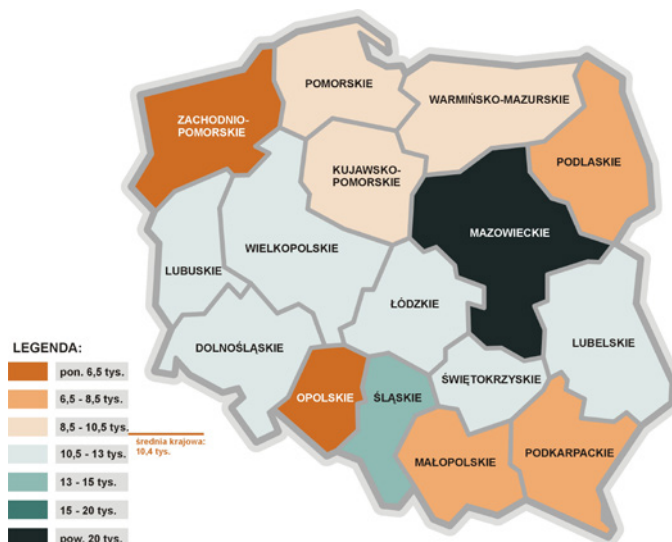 POMORSKIE
WARMIŃSKO-MAZURSKIE
ZACHODNIO-
POMORSKIE
KUJAWSKO-
POMORSKIE
PODLASKIE
MAZOWIECKIE
WIELKOPOLSKIE
LUBUSKIE
ŁÓDZKIE
LUBELSKIE
DOLNOŚLĄSKIE
ŚWIĘTOKRZYSKIE
OPOLSKIE
ŚLĄSKIE
MAŁOPOLSKIE
PODKARPACKIE
LEGENDA:
pon. 6,5 tys.
6,5 - 8,5 tys.
8,5 - 10,5 tys.
średnia krajowa:
10,4 tys.
10,5 - 13 tys.
13 - 15 tys.
15 - 20 tys.
pow. 20 tys.